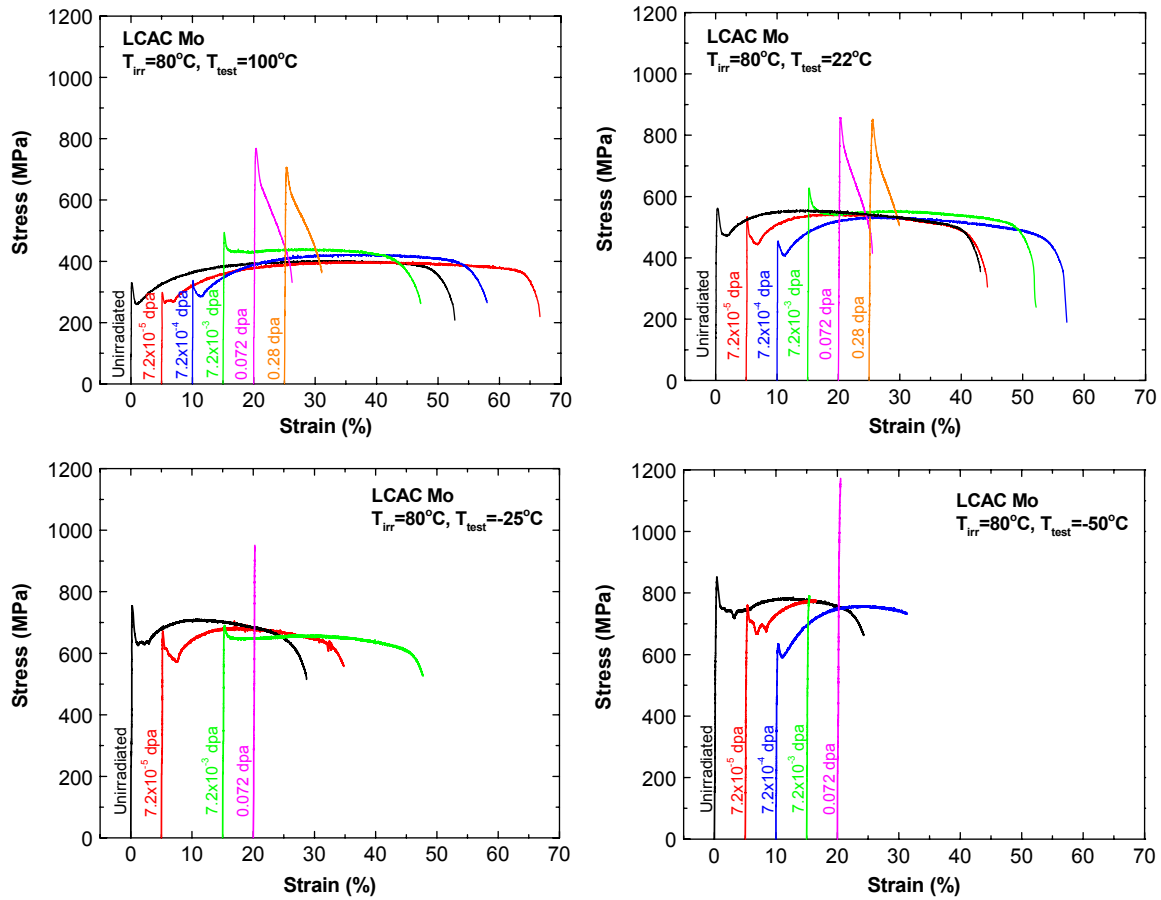 1200
1000
800
600
400
200
0
Stress (MPa)
LCAC Mo
T_irr=80°C, T_test=100°C
Unirradiated
7.2x10⁻⁵ dpa
7.2x10⁻⁴ dpa
7.2x10⁻³ dpa
0.072 dpa
0.28 dpa
0 10 20 30 40 50 60 70
Strain (%)
1200
1000
800
600
400
200
0
Stress (MPa)
LCAC Mo
T_irr=80°C, T_test=22°C
Unirradiated
7.2x10⁻⁵ dpa
7.2x10⁻⁴ dpa
7.2x10⁻³ dpa
0.072 dpa
0.28 dpa
0 10 20 30 40 50 60 70
Strain (%)
1200
1000
800
600
400
200
0
Stress (MPa)
LCAC Mo
T_irr=80°C, T_test=-25°C
Unirradiated
7.2x10⁻⁵ dpa
7.2x10⁻³ dpa
0.072 dpa
0 10 20 30 40 50 60 70
Strain (%)
1200
1000
800
600
400
200
0
Stress (MPa)
LCAC Mo
T_irr=80°C, T_test=-50°C
Unirradiated
7.2x10⁻⁵ dpa
7.2x10⁻⁴ dpa
7.2x10⁻³ dpa
0.072 dpa
0 10 20 30 40 50 60 70
Strain (%)